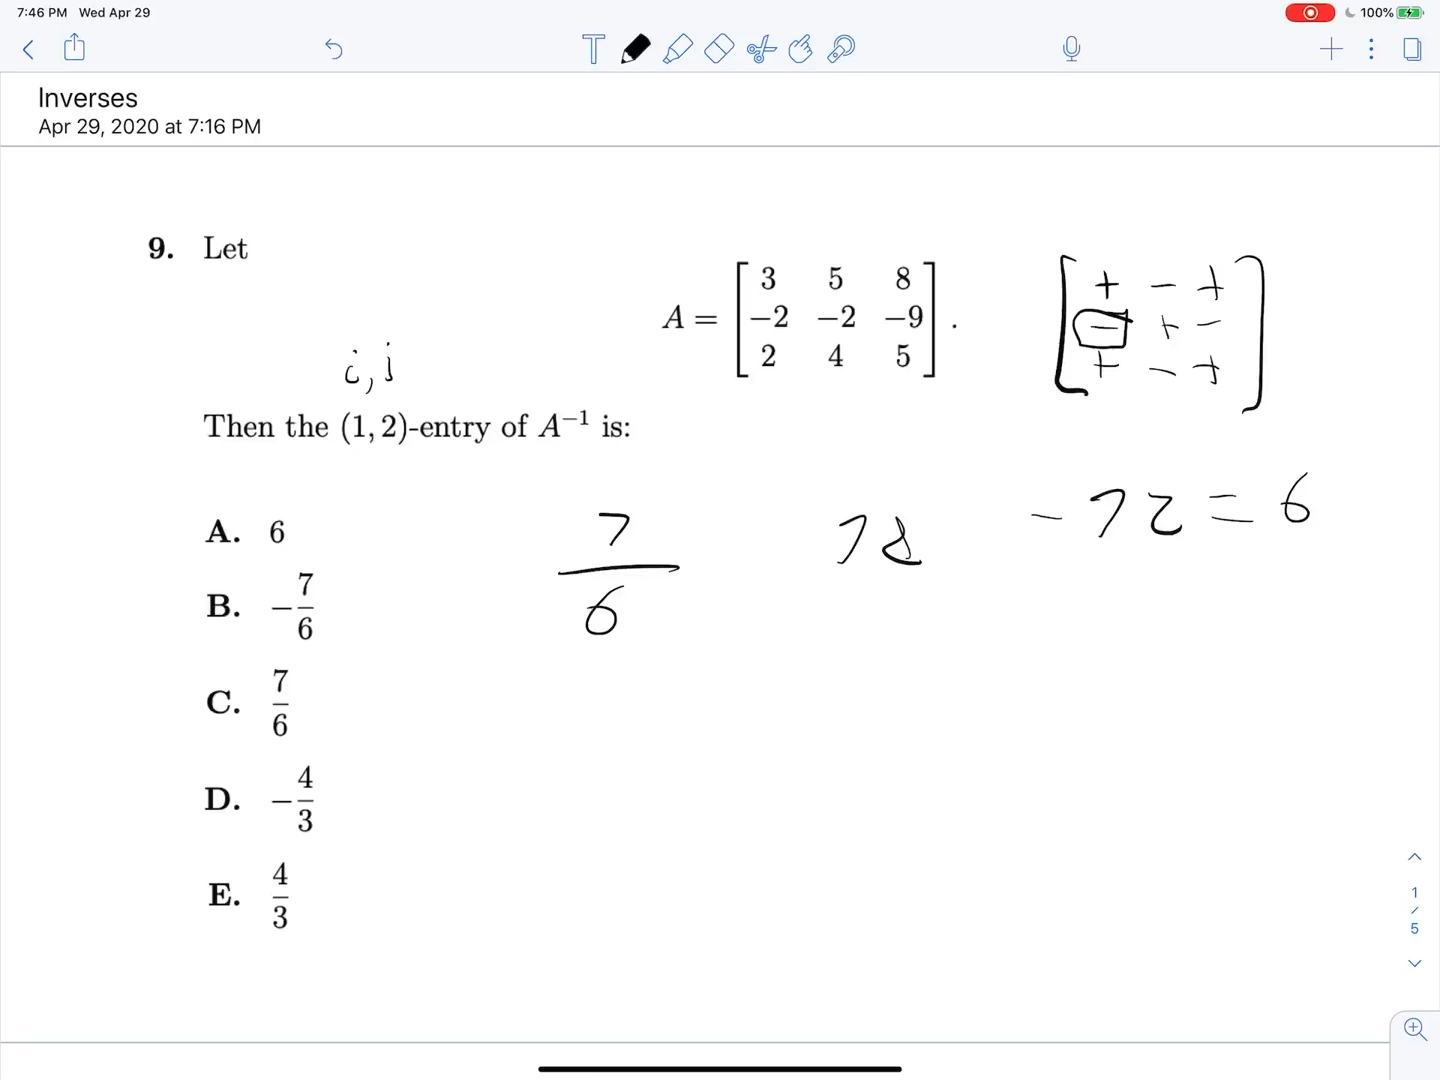 7:46 PM Wed Apr 29
100%
Inverses
Apr 29, 2020 at 7:16 PM
9. Let
A = [3 5 8
-2 -2 -9
2 4 5].
[+ - +
- + -
+ - +]
i, j
Then the (1, 2)-entry of A⁻¹ is:
A. 6
B. -7/6
C. 7/6
D. -4/3
E. 4/3
7/6
78 - 72 = 6
1 / 5